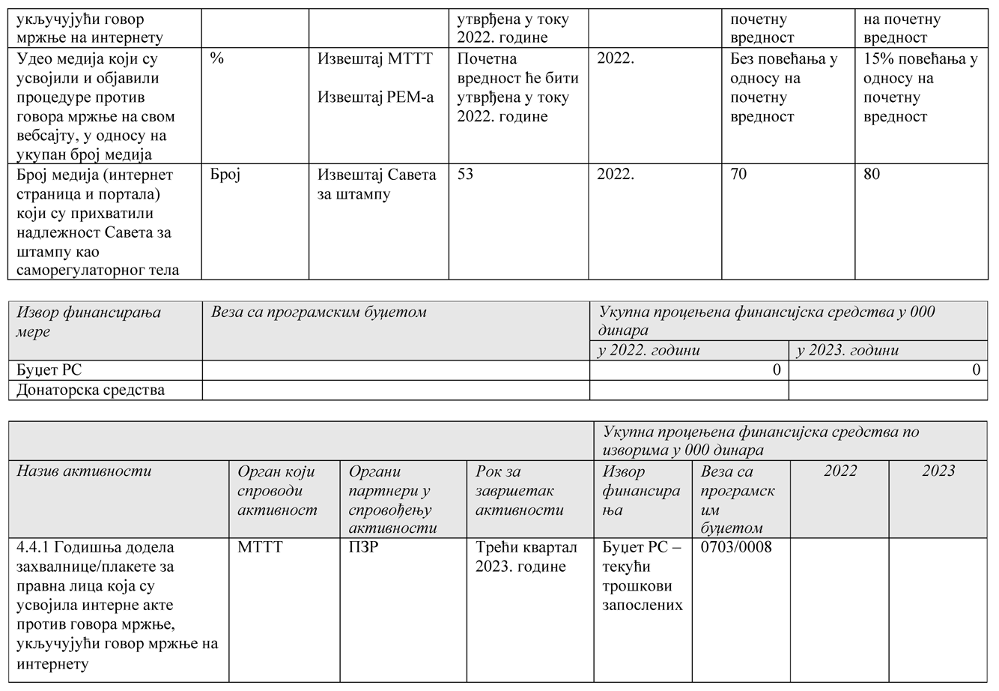 укључујући говор
мржње на интернету
утврђена у току
2022. године
почетну
вредност
на почетну
вредност
Удео медија који су
усвојили и објавили
процедуре против
говора мржње на свом
вебсајту, у односу на
укупан број медија
%
Извештај МТТТ
Извештај РЕМ-а
Почетна
вредност ће бити
утврђена у току
2022. године
2022.
Без повећања у
односу на
почетну
вредност
15% повећања у
односу на
почетну
вредност
Број медија (интернет
страница и портала)
који су прихватили
надлежност Савета за
штампу као
саморегулаторног тела
Број
Извештај Савета
за штампу
53
2022.
70
80
Извор финансирања
мере
Веза са програмским буџетом
Укупна процењена финансијска средства у 000
динара
у 2022. години
у 2023. години
Буџет РС
0
0
Донаторска средства
Укупна процењена финансијска средства по
изворима у 000 динара
Назив активности
Орган који
спроводи
активност
Органи
партнери у
спровођењу
активности
Рок за
завршетак
активности
Извор
финансира
ња
Веза са
програмск
им
буџетом
2022
2023
4.4.1 Годишња додела
захвалнице/плакете за
правна лица која су
усвојила интерне акте
против говора мржње,
укључујући говор мржње на
интернету
МТТТ
ПЗР
Трећи квартал
2023. године
Буџет РС –
текући
трошкови
запослених
0703/0008